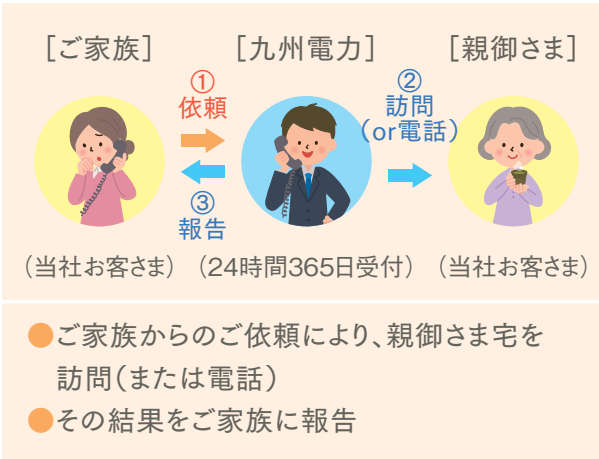 [ご家族] [九州電力] [親御さま]
① ②
依頼 訪問
(or電話)
③
報告
(当社お客さま) (24時間365日受付) (当社お客さま)
●ご家族からのご依頼により、親御さま宅を
訪問(または電話)
●その結果をご家族に報告